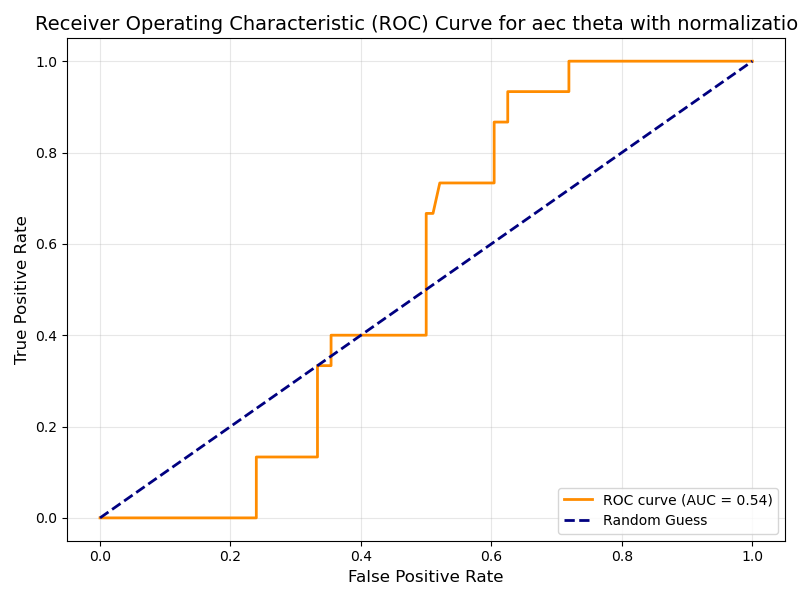 Receiver Operating Characteristic (ROC) Curve for aec theta with normalizatio
1.0
0.8
0.6
0.4
0.2
0.0
True Positive Rate
0.0 0.2 0.4 0.6 0.8 1.0
False Positive Rate
ROC curve (AUC = 0.54)
Random Guess